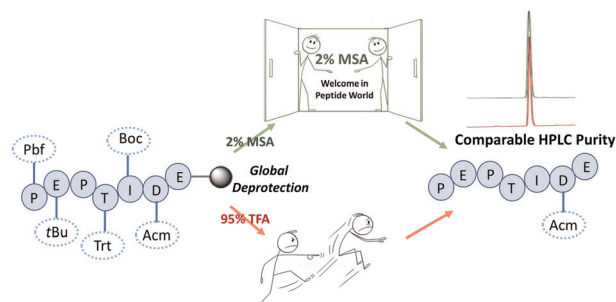 2% MSA
Welcome in
Peptide World
Comparable HPLC Purity
Pbf
Boc
2% MSA
Global
Deprotection
P E P T I D E
P E P T I D E
95% TFA
tBu
Trt
Acm
Acm